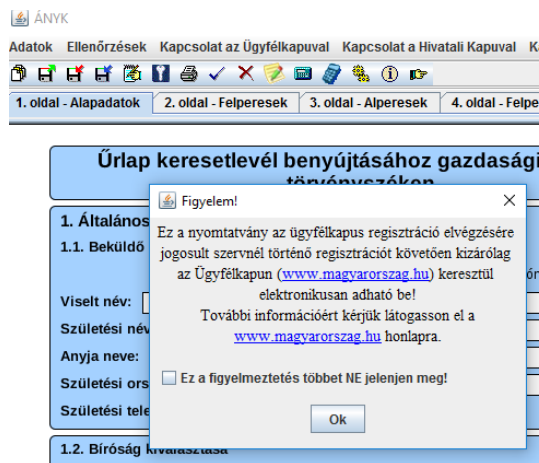 ÁNYK
Adatok Ellenőrzések Kapcsolat az Ügyfélkapuval Kapcsolat a Hivatali Kapuval
1. oldal - Alapadatok 2. oldal - Felperesek 3. oldal - Alperesek 4. oldal - Felpe
Űrlap keresetlevél benyújtásához gazdasági
törvényszéken
Figyelem!
Ez a nyomtatvány az ügyfélkapus regisztráció elvégzésére
jogosult szervnél történő regisztrációt követően kizárólag
az Ügyfélkapun (www.magyarorszag.hu) keresztül
elektronikusan adható be!
További információért kérjük látogasson el a
www.magyarorszag.hu honlapra.
Ez a figyelmeztetés többet NE jelenjen meg!
Ok
1. Általános
1.1. Beküldő
Viselt név:
Születési név
Anyja neve:
Születési ors
Születési tele
1.2. Bíróság kiválasztása